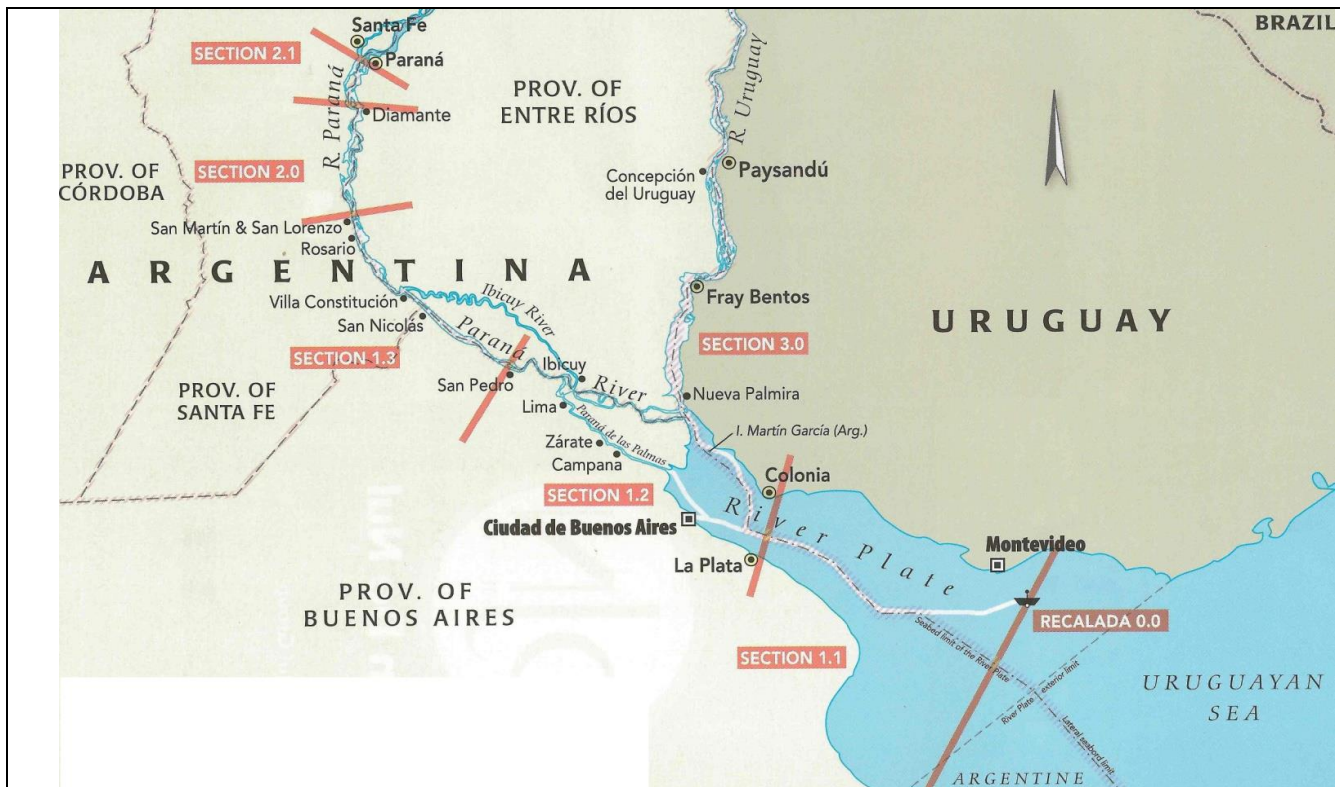 BRAZIL
Santa Fe
SECTION 2.1
Paraná
R. Paraná
PROV. OF
ENTRE RÍOS
R. Uruguay
Diamante
PROV. OF
CÓRDOBA
SECTION 2.0
Concepción
del Uruguay
Paysandú
San Martín & San Lorenzo
Rosario
ARGENTINA
Ibicuy River
Villa Constitución
San Nicolás
Fray Bentos
URUGUAY
Paraná River
SECTION 1.3
SECTION 3.0
PROV. OF
SANTA FE
San Pedro
Ibicuy
Nueva Palmira
Lima
Paraná de las Palmas
I. Martín García (Arg.)
Zárate
Campana
Colonia
SECTION 1.2
Ciudad de Buenos Aires
River Plate
La Plata
Montevideo
PROV. OF
BUENOS AIRES
RECALADA 0.0
Seabed limit of the River Plate
SECTION 1.1
River Plate exterior limit
URUGUAYAN
SEA
Lateral seabord limit
ARGENTINE